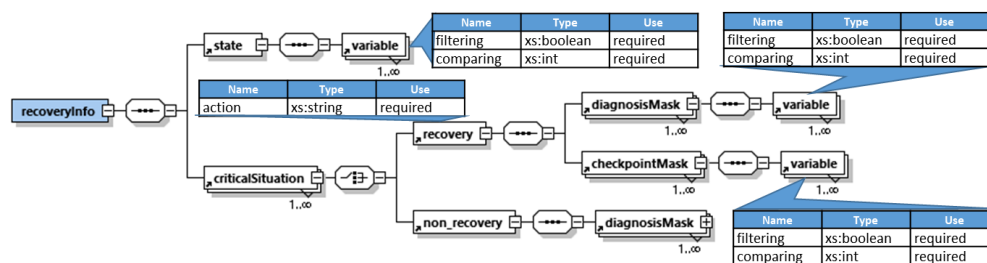 recoveryInfo
state
variable
1..∞
Name Type Use
filtering xs:boolean required
comparing xs:int required
Name Type Use
action xs:string required
criticalSituation
1..∞
recovery
diagnosisMask
1..∞
variable
1..∞
Name Type Use
filtering xs:boolean required
comparing xs:int required
checkpointMask
1..∞
variable
1..∞
Name Type Use
filtering xs:boolean required
comparing xs:int required
non_recovery
diagnosisMask
1..∞